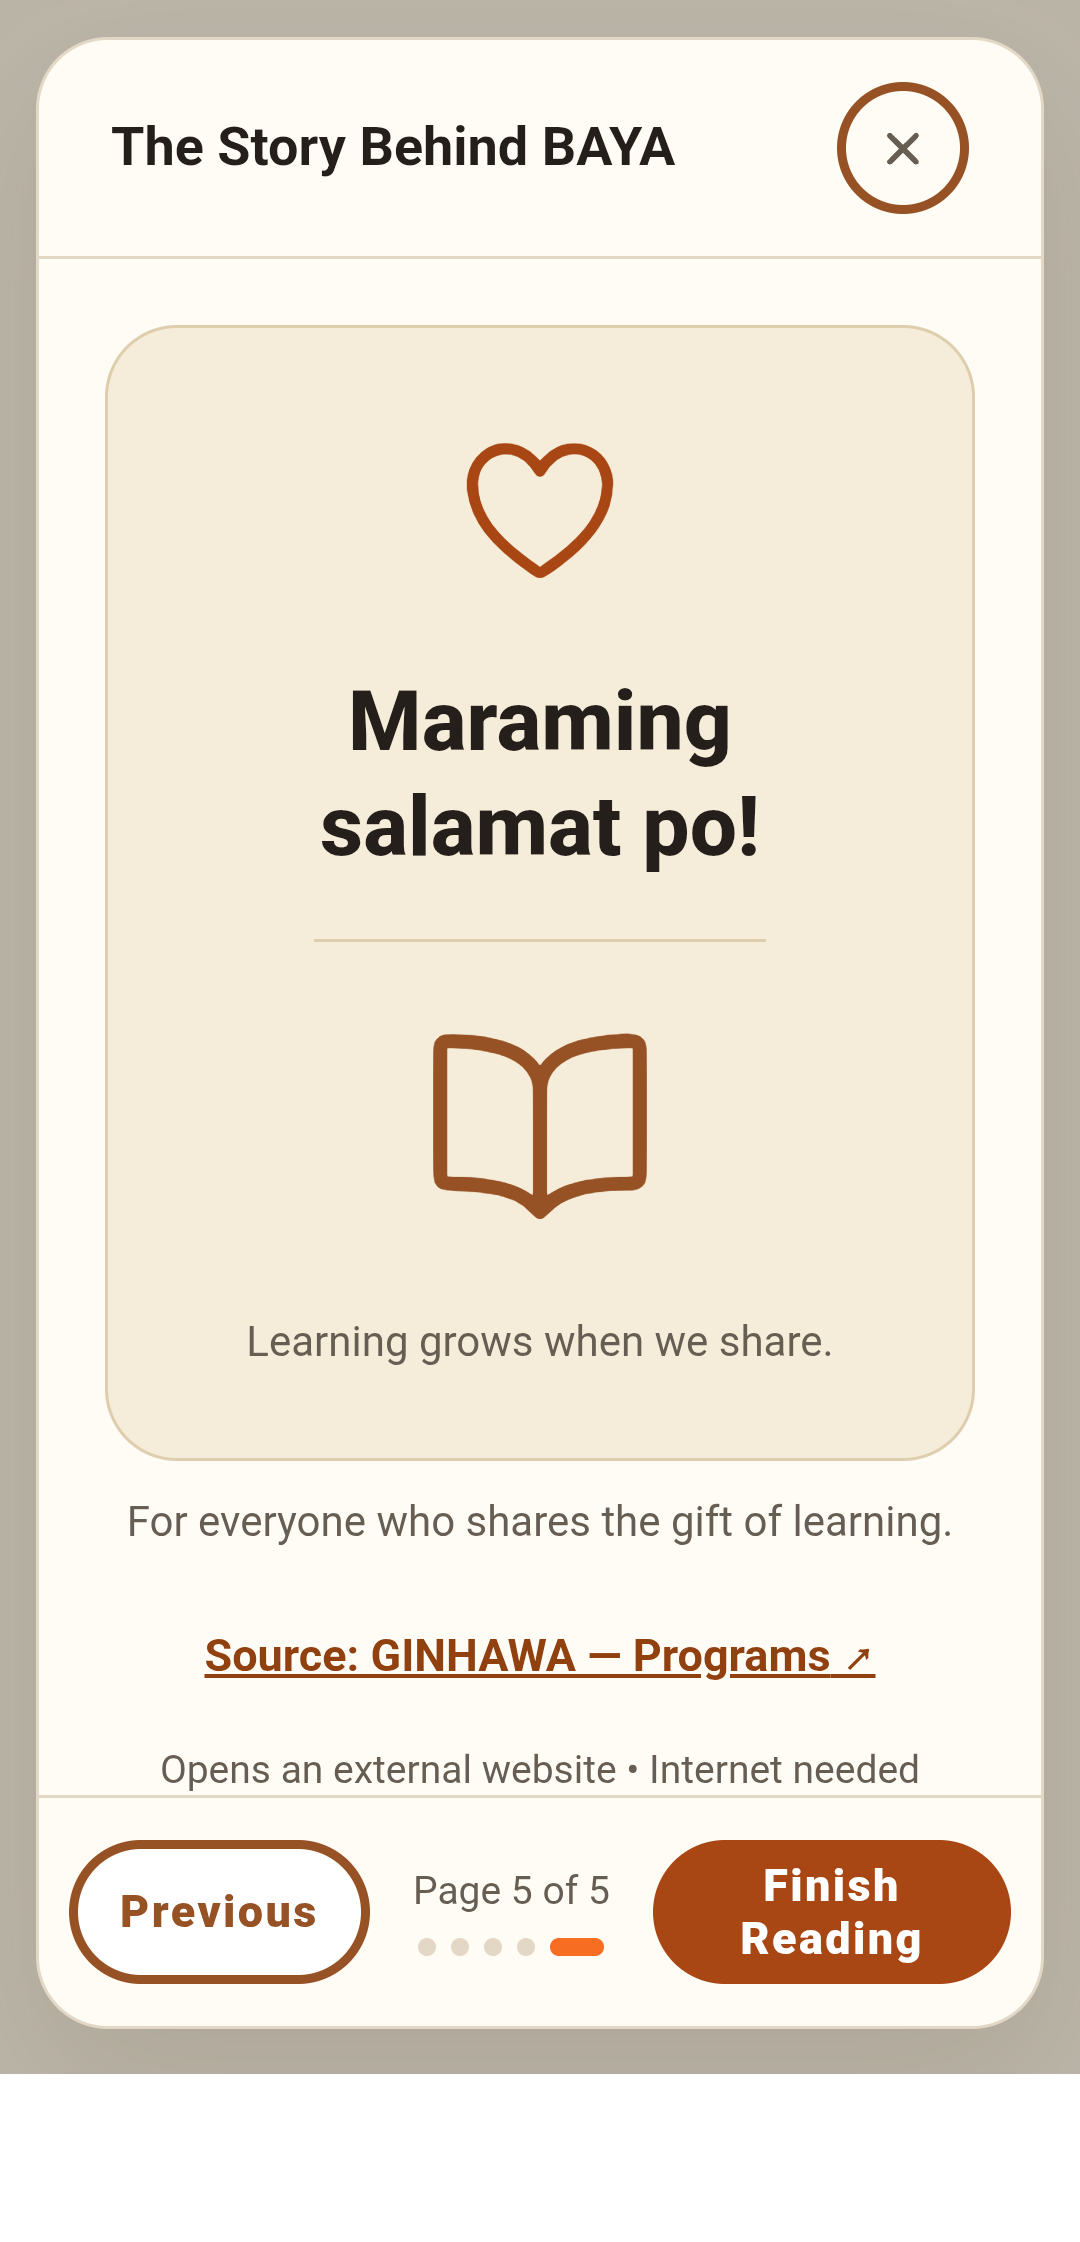 The Story Behind BAYA
Maraming
salamat po!
Learning grows when we share.
For everyone who shares the gift of learning.
Source: GINHAWA — Programs ↗
Opens an external website • Internet needed
Previous
Page 5 of 5
Finish
Reading